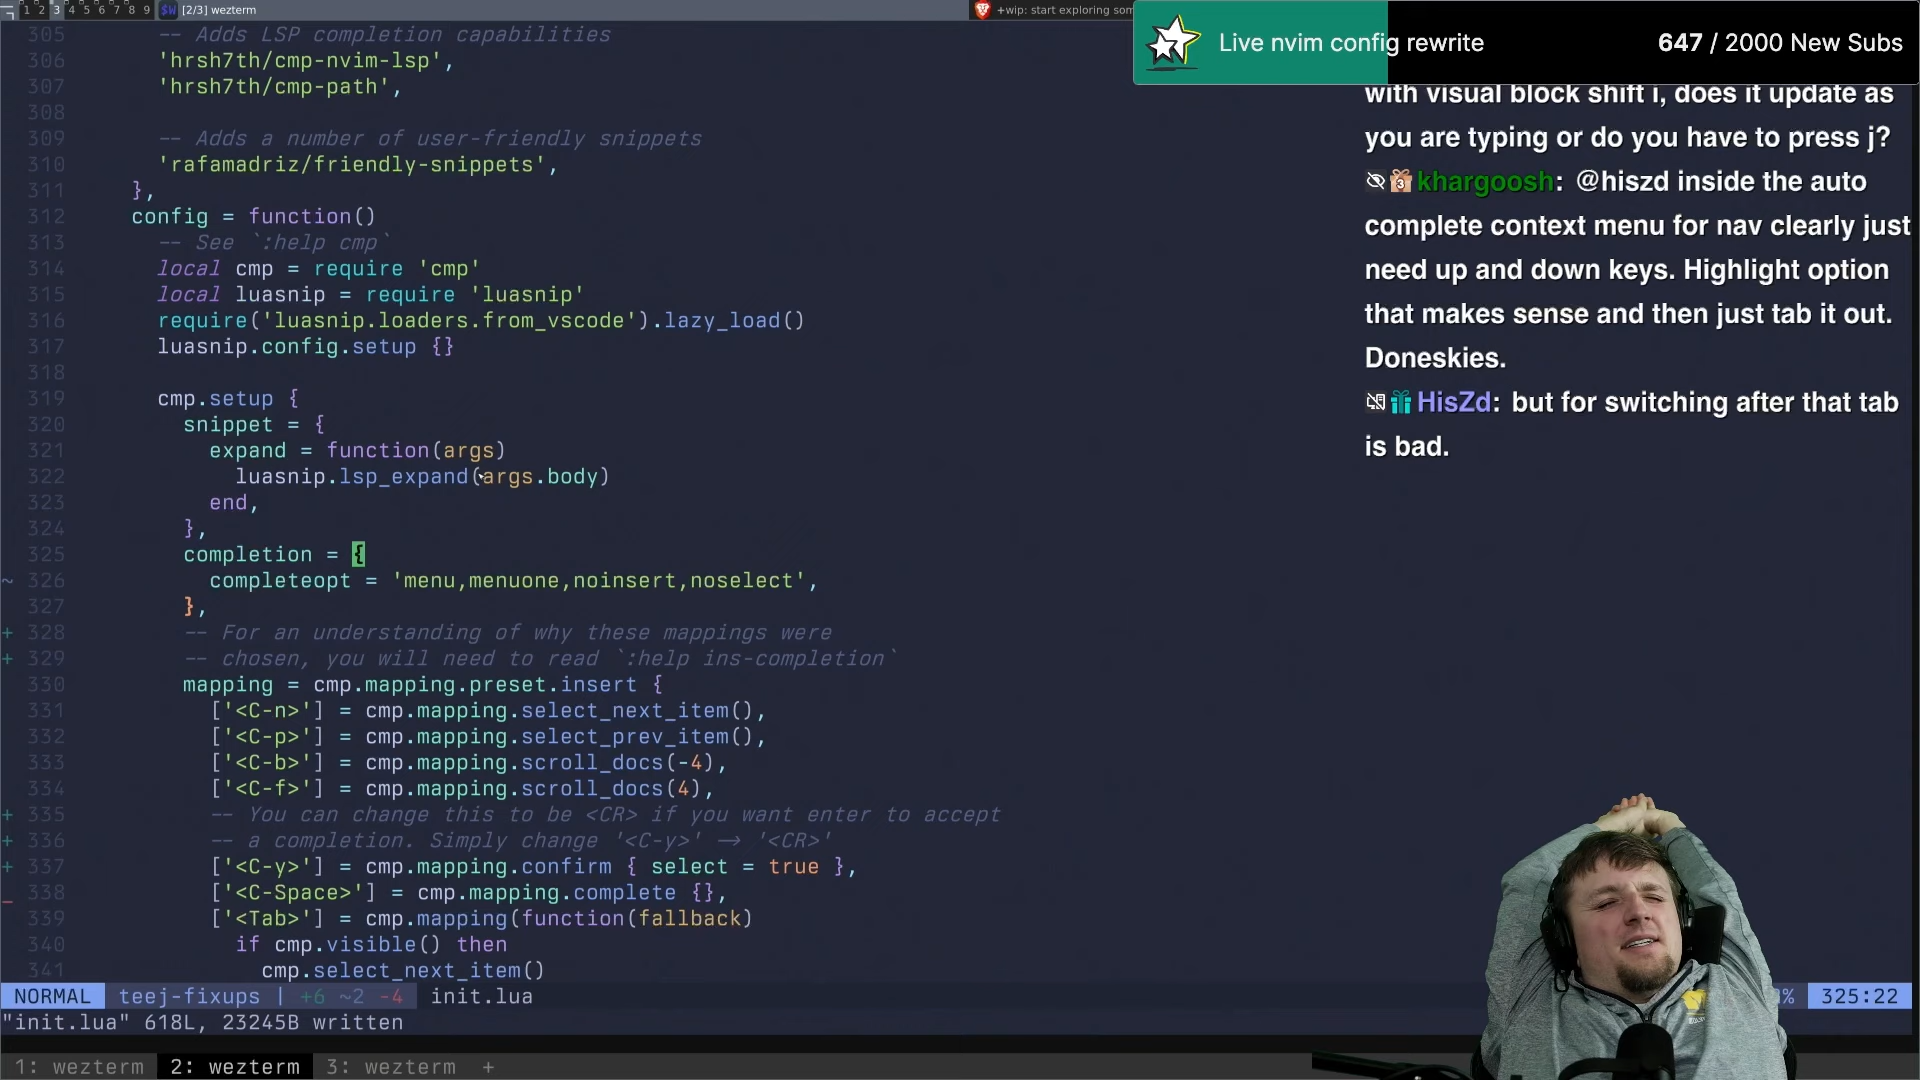 1 2 3 4 5 6 7 8 9 [2/3] wezterm
+wip: start exploring som
Live nvim config rewrite
647 / 2000 New Subs
305 -- Adds LSP completion capabilities
306 'hrsh7th/cmp-nvim-lsp',
307 'hrsh7th/cmp-path',
308
309 -- Adds a number of user-friendly snippets
310 'rafamadriz/friendly-snippets',
311 },
312 config = function()
313 -- See `:help cmp`
314 local cmp = require 'cmp'
315 local luasnip = require 'luasnip'
316 require('luasnip.loaders.from_vscode').lazy_load()
317 luasnip.config.setup {}
318
319 cmp.setup {
320 snippet = {
321 expand = function(args)
322 luasnip.lsp_expand(args.body)
323 end,
324 },
325 completion = {
~ 326 completeopt = 'menu,menuone,noinsert,noselect',
327 },
+ 328 -- For an understanding of why these mappings were
+ 329 -- chosen, you will need to read `:help ins-completion`
330 mapping = cmp.mapping.preset.insert {
331 ['<C-n>'] = cmp.mapping.select_next_item(),
332 ['<C-p>'] = cmp.mapping.select_prev_item(),
333 ['<C-b>'] = cmp.mapping.scroll_docs(-4),
334 ['<C-f>'] = cmp.mapping.scroll_docs(4),
+ 335 -- You can change this to be <CR> if you want enter to accept
+ 336 -- a completion. Simply change '<C-y>' -> '<CR>'
+ 337 ['<C-y>'] = cmp.mapping.confirm { select = true },
_ 338 ['<C-Space>'] = cmp.mapping.complete {},
339 ['<Tab>'] = cmp.mapping(function(fallback)
340 if cmp.visible() then
341 cmp.select_next_item()
NORMAL teej-fixups | +6 ~2 -4 init.lua
% 325:22
"init.lua" 618L, 23245B written
1: wezterm 2: wezterm 3: wezterm +
with visual block shift i, does it update as
you are typing or do you have to press j?
khargoosh: @hiszd inside the auto
complete context menu for nav clearly just
need up and down keys. Highlight option
that makes sense and then just tab it out.
Doneskies.
HisZd: but for switching after that tab
is bad.